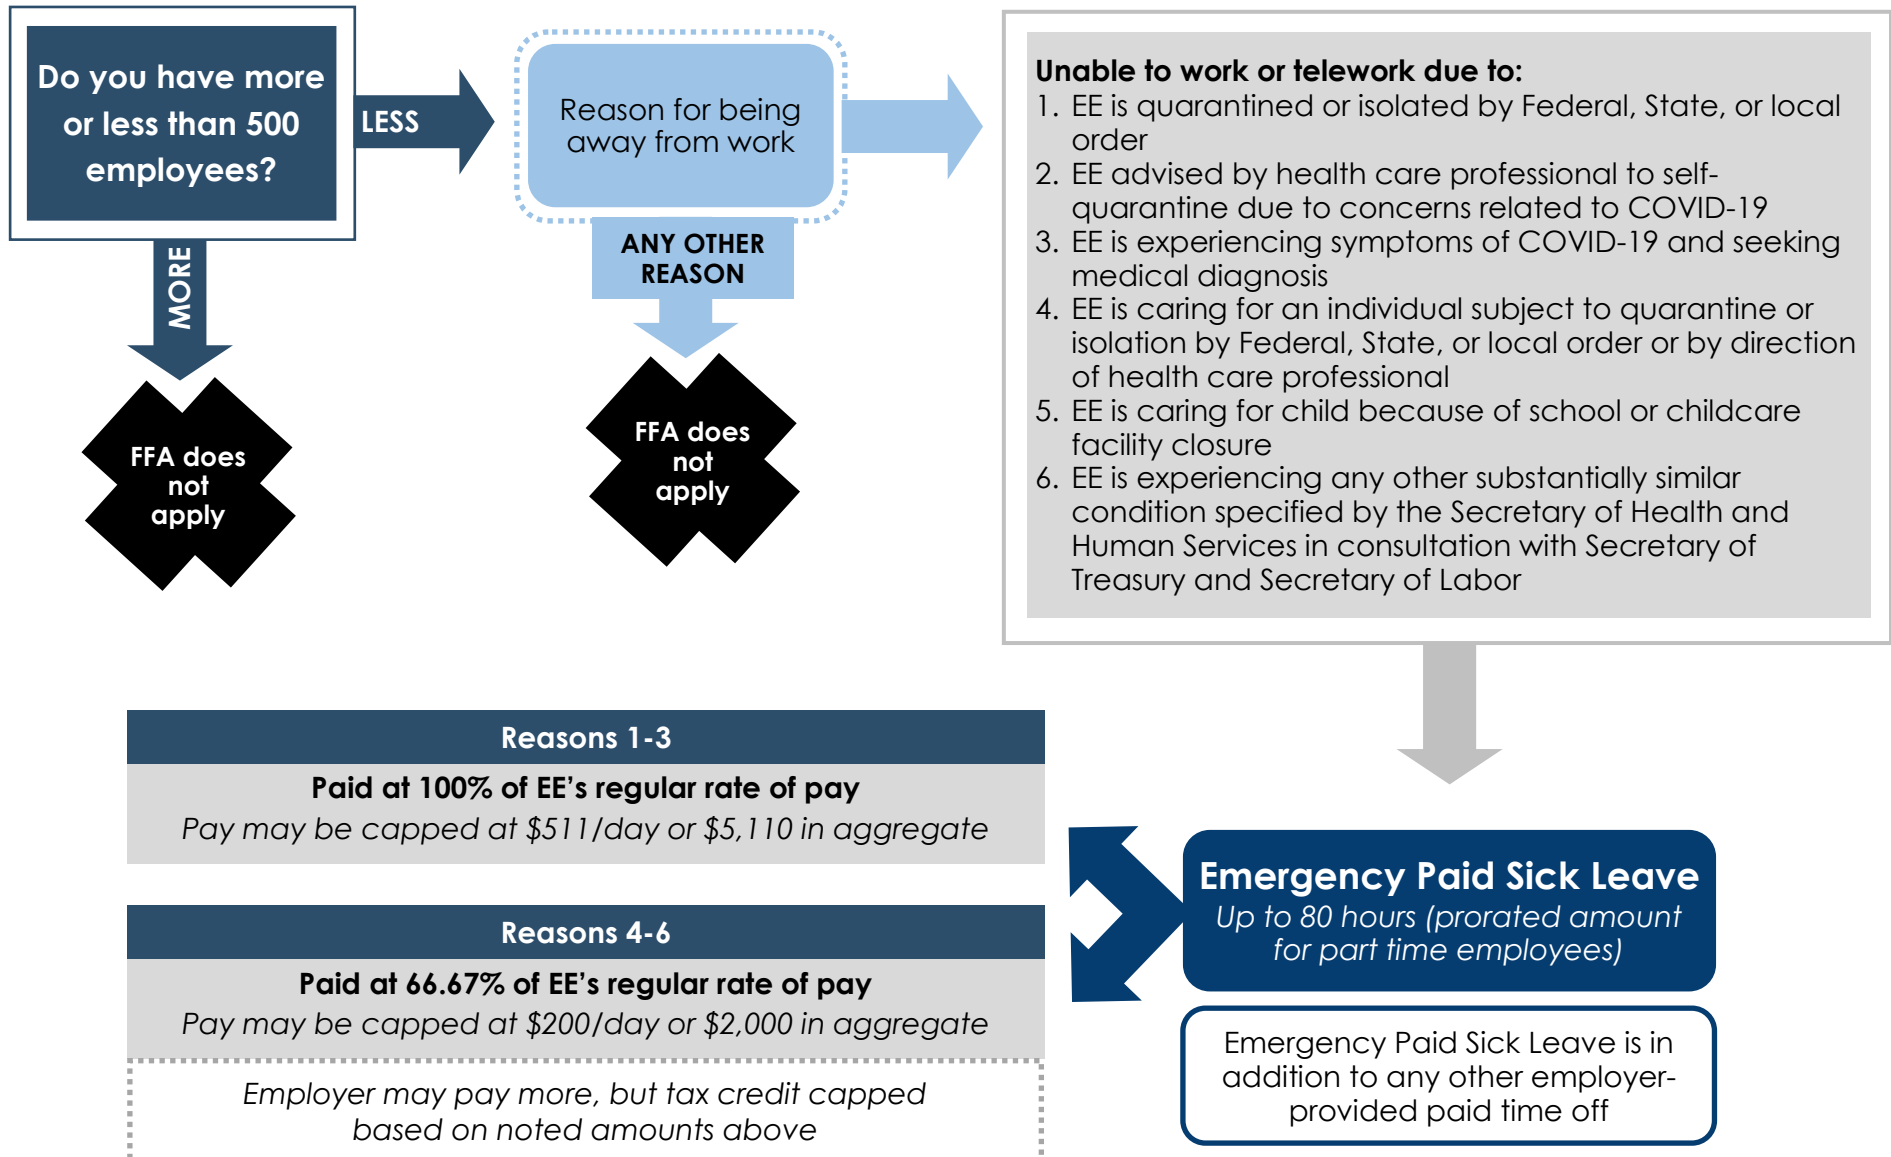 Do you have more
or less than 500
employees?
LESS
MORE
FFA does
not
apply
Reason for being
away from work
ANY OTHER
REASON
FFA does
not
apply
Unable to work or telework due to:
1. EE is quarantined or isolated by Federal, State, or local
order
2. EE advised by health care professional to self-
quarantine due to concerns related to COVID-19
3. EE is experiencing symptoms of COVID-19 and seeking
medical diagnosis
4. EE is caring for an individual subject to quarantine or
isolation by Federal, State, or local order or by direction
of health care professional
5. EE is caring for child because of school or childcare
facility closure
6. EE is experiencing any other substantially similar
condition specified by the Secretary of Health and
Human Services in consultation with Secretary of
Treasury and Secretary of Labor
Emergency Paid Sick Leave
Up to 80 hours (prorated amount
for part time employees)
Emergency Paid Sick Leave is in
addition to any other employer-
provided paid time off
Reasons 1-3
Paid at 100% of EE’s regular rate of pay
Pay may be capped at $511/day or $5,110 in aggregate
Reasons 4-6
Paid at 66.67% of EE’s regular rate of pay
Pay may be capped at $200/day or $2,000 in aggregate
Employer may pay more, but tax credit capped
based on noted amounts above